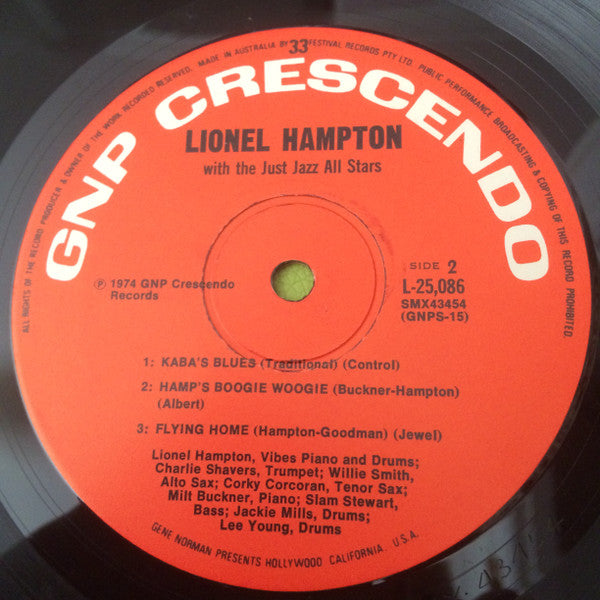 ALL RIGHTS OF THE RECORD PRODUCER & OWNER OF THE WORK RECORDED RESERVED. MADE IN AUSTRALIA BY 33 FESTIVAL RECORDS PTY LTD. PUBLIC PERFORMANCE BROADCASTING & COPYING OF THIS RECORD PROHIBITED.
GNP CRESCENDO
LIONEL HAMPTON
with the Just Jazz All Stars
℗ 1974 GNP Crescendo
Records
SIDE 2
L-25,086
SMX43454
(GNPS-15)
1: KABA'S BLUES (Traditional) (Control)
2: HAMP'S BOOGIE WOOGIE (Buckner-Hampton)
(Albert)
3: FLYING HOME (Hampton-Goodman) (Jewel)
Lionel Hampton, Vibes Piano and Drums;
Charlie Shavers, Trumpet; Willie Smith,
Alto Sax; Corky Corcoran, Tenor Sax;
Milt Buckner, Piano; Slam Stewart,
Bass; Jackie Mills, Drums;
Lee Young, Drums
GENE NORMAN PRESENTS HOLLYWOOD CALIFORNIA. U.S.A.